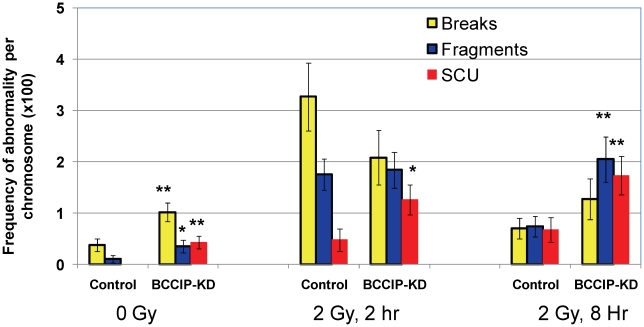 5
4
3
2
1
0
Frequency of abnormality per
chromosome (x100)
Breaks
Fragments
SCU
**
*
**
*
**
**
Control BCCIP-KD Control BCCIP-KD Control BCCIP-KD
0 Gy 2 Gy, 2 hr 2 Gy, 8 Hr